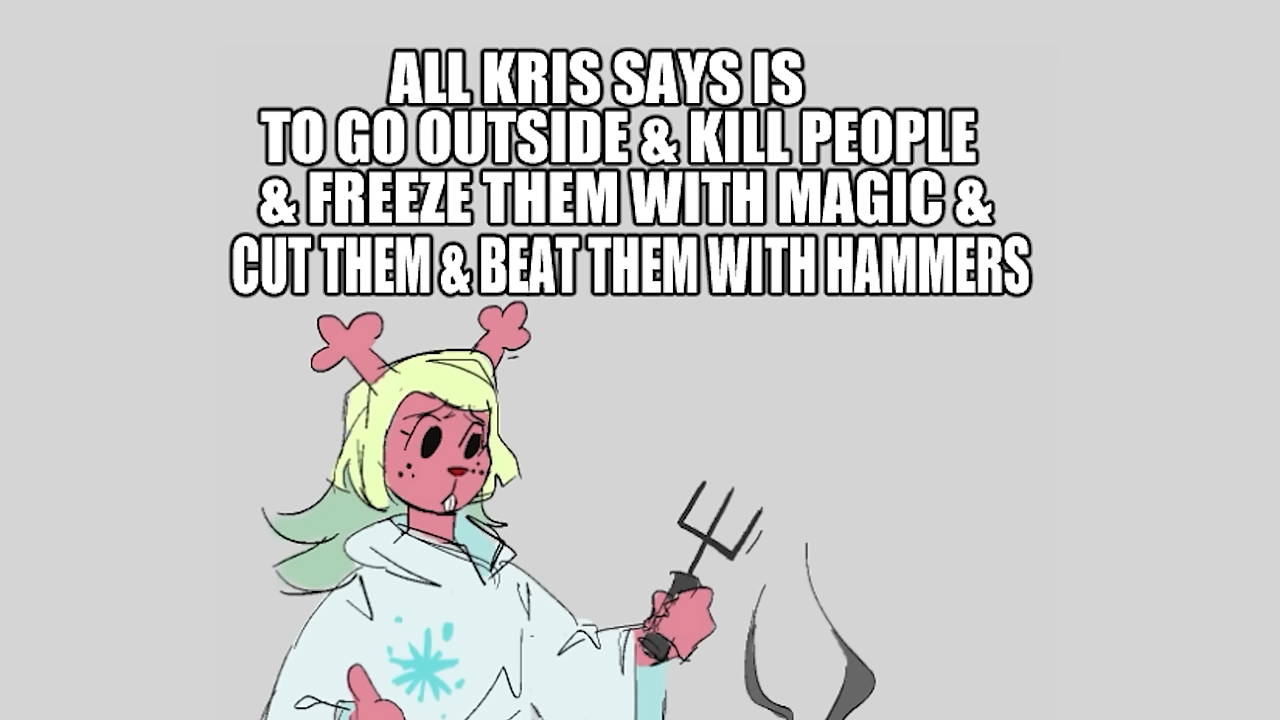 ALL KRIS SAYS IS
TO GO OUTSIDE & KILL PEOPLE
& FREEZE THEM WITH MAGIC &
CUT THEM & BEAT THEM WITH HAMMERS